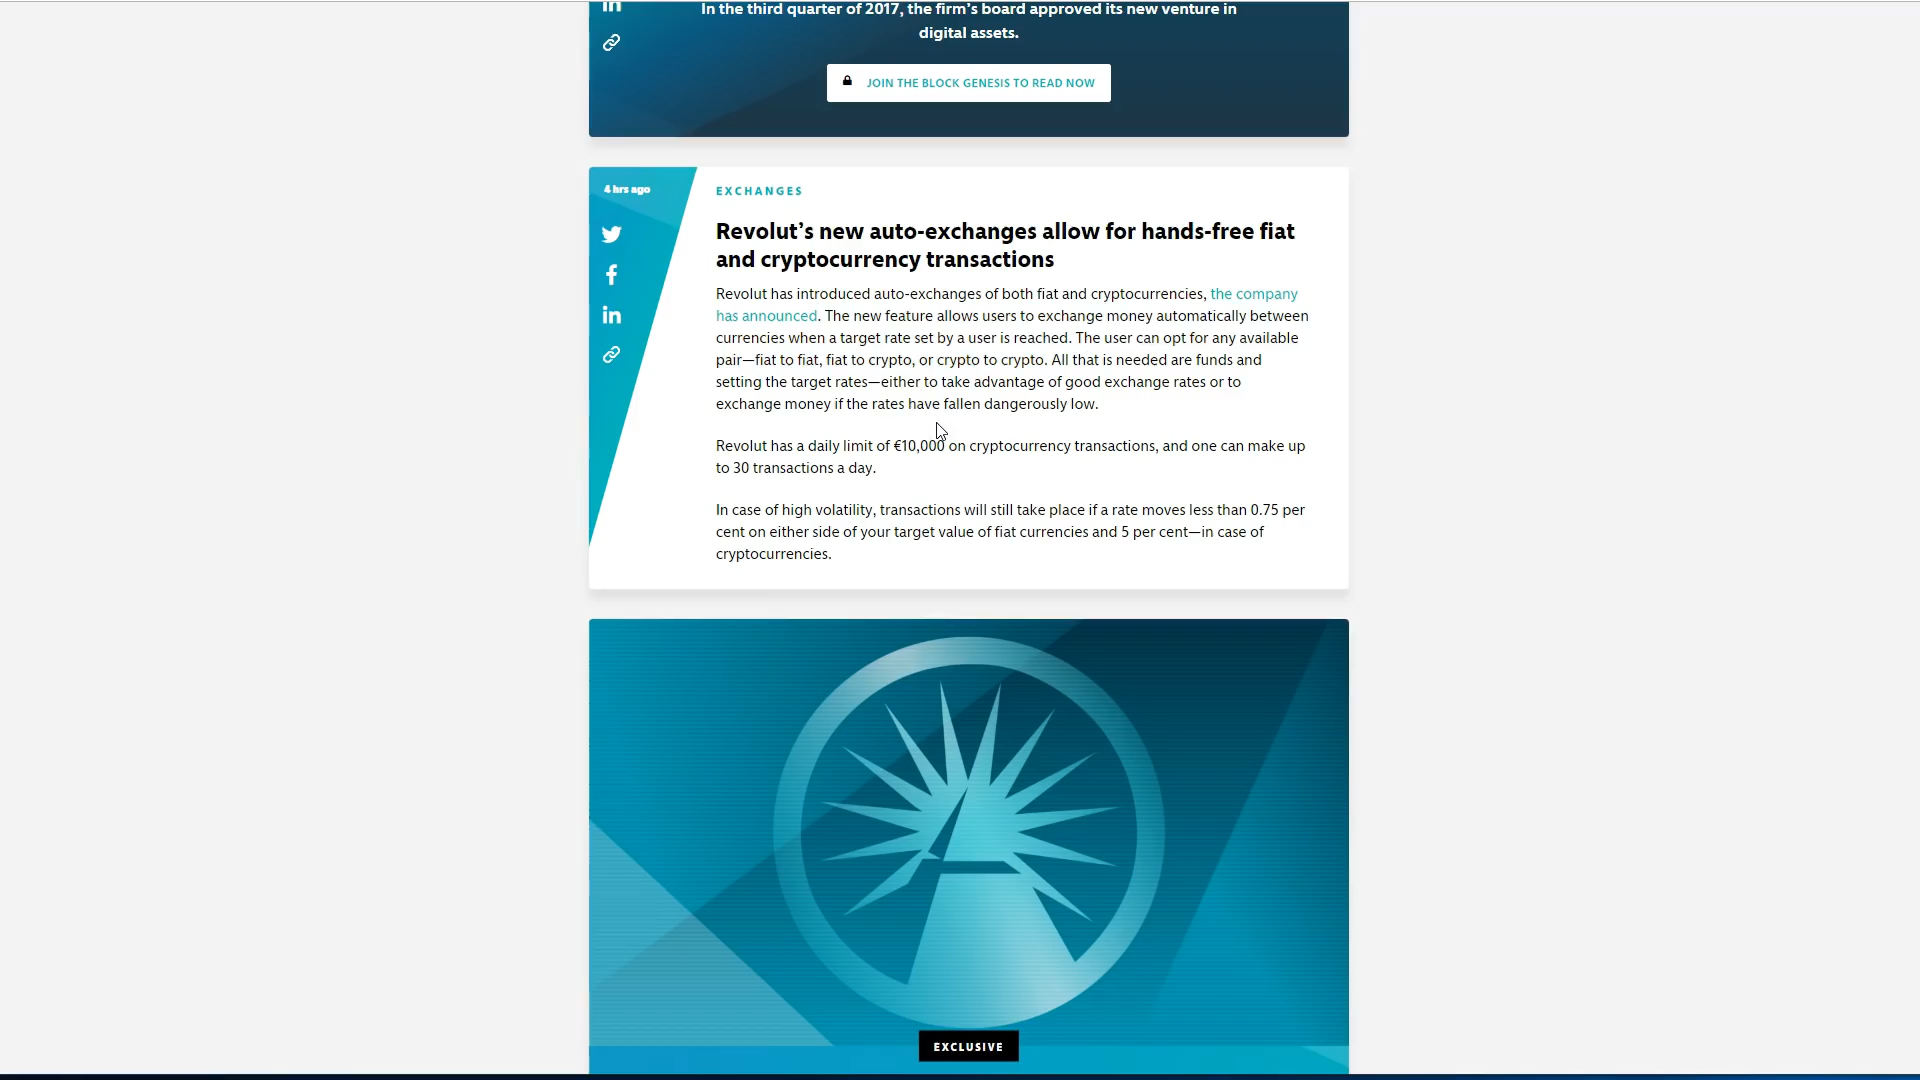 In the third quarter of 2017, the firm's board approved its new venture in
digital assets.
JOIN THE BLOCK GENESIS TO READ NOW
4 hrs ago
EXCHANGES
Revolut's new auto-exchanges allow for hands-free fiat
and cryptocurrency transactions
Revolut has introduced auto-exchanges of both fiat and cryptocurrencies, the company
has announced. The new feature allows users to exchange money automatically between
currencies when a target rate set by a user is reached. The user can opt for any available
pair—fiat to fiat, fiat to crypto, or crypto to crypto. All that is needed are funds and
setting the target rates—either to take advantage of good exchange rates or to
exchange money if the rates have fallen dangerously low.
Revolut has a daily limit of €10,000 on cryptocurrency transactions, and one can make up
to 30 transactions a day.
In case of high volatility, transactions will still take place if a rate moves less than 0.75 per
cent on either side of your target value of fiat currencies and 5 per cent—in case of
cryptocurrencies.
EXCLUSIVE